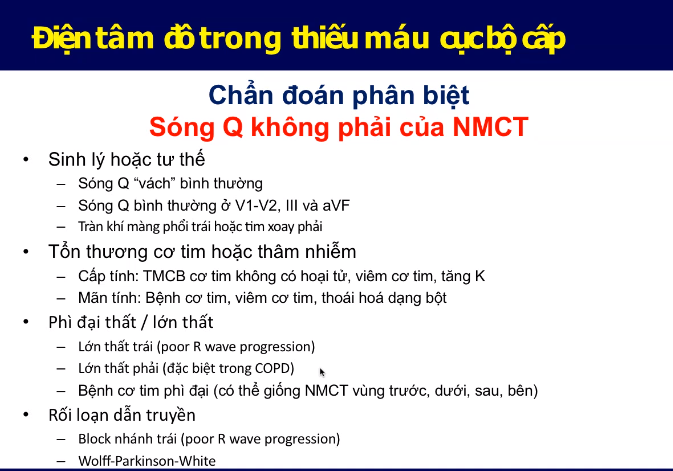 Điện tâm đồ trong thiếu máu cục bộ cấp
Chẩn đoán phân biệt
Sóng Q không phải của NMCT
• Sinh lý hoặc tư thế
– Sóng Q “vách” bình thường
– Sóng Q bình thường ở V1-V2, III và aVF
– Tràn khí màng phổi trái hoặc tim xoay phải
• Tổn thương cơ tim hoặc thâm nhiễm
– Cấp tính: TMCB cơ tim không có hoại tử, viêm cơ tim, tăng K
– Mãn tính: Bệnh cơ tim, viêm cơ tim, thoái hoá dạng bột
• Phì đại thất / lớn thất
– Lớn thất trái (poor R wave progression)
– Lớn thất phải (đặc biệt trong COPD)
– Bệnh cơ tim phì đại (có thể giống NMCT vùng trước, dưới, sau, bên)
• Rối loạn dẫn truyền
– Block nhánh trái (poor R wave progression)
– Wolff-Parkinson-White